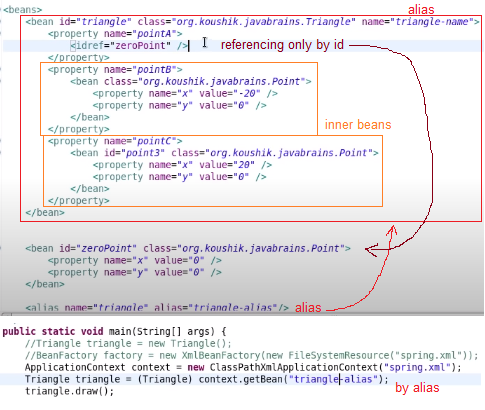 alias
<beans>
<bean id="triangle" class="org.koushik.javabrains.Triangle" name="triangle-name">
<property name="pointA">
<idref="zeroPoint" /> referencing only by id
</property>
<property name="pointB">
<bean class="org.koushik.javabrains.Point">
<property name="x" value="-20" />
<property name="y" value="0" />
</bean>
</property> inner beans
<property name="pointC">
<bean id="point3" class="org.koushik.javabrains.Point">
<property name="x" value="20" />
<property name="y" value="0" />
</bean>
</property>
</bean>
<bean id="zeroPoint" class="org.koushik.javabrains.Point">
<property name="x" value="0" />
<property name="y" value="0" />
</bean>
<alias name="triangle" alias="triangle-alias"/> alias
public static void main(String[] args) {
//Triangle triangle = new Triangle();
//BeanFactory factory = new XmlBeanFactory(new FileSystemResource("spring.xml"));
ApplicationContext context = new ClassPathXmlApplicationContext("spring.xml");
Triangle triangle = (Triangle) context.getBean("triangle-alias");
by alias
triangle.draw();